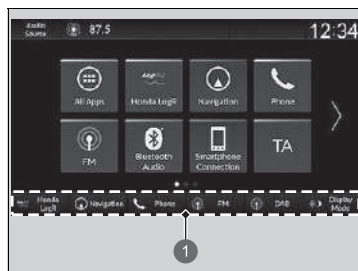 Audio Source 87.5 12:34
All Apps Honda LogR Navigation Phone
FM Bluetooth Audio Smartphone Connection TA
Honda LogR Navigation Phone FM DAB Display Mode
1